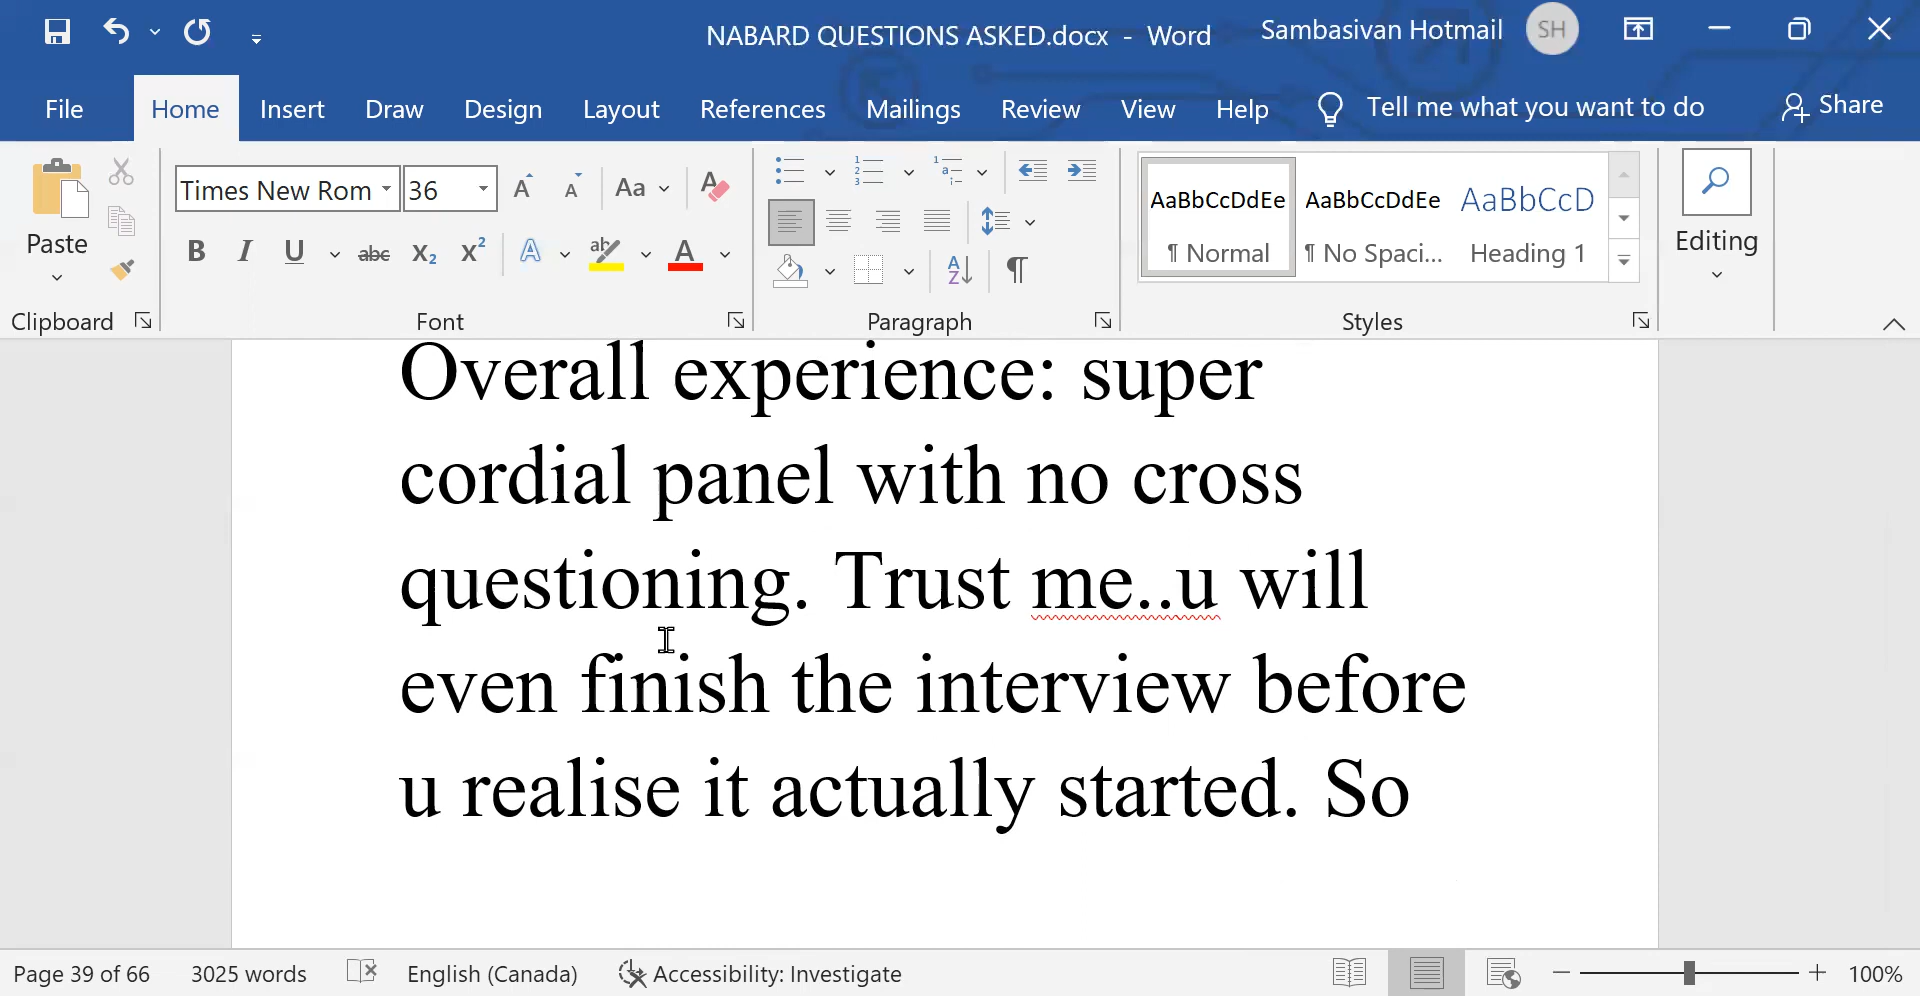 NABARD QUESTIONS ASKED.docx - Word
Sambasivan Hotmail
SH
File
Home
Insert
Draw
Design
Layout
References
Mailings
Review
View
Help
Tell me what you want to do
Share
Paste
Times New Rom
36
Aa
B I U abc X₂ X²
A
AaBbCcDdEe
¶ Normal
AaBbCcDdEe
¶ No Spaci...
AaBbCcD
Heading 1
Editing
Clipboard
Font
Paragraph
Styles
Overall experience: super
cordial panel with no cross
questioning. Trust me..u will
even finish the interview before
u realise it actually started. So
Page 39 of 66
3025 words
English (Canada)
Accessibility: Investigate
100%